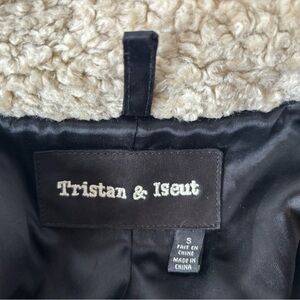 Tristan & Iseut
S
FAIT EN
CHINE
MADE IN
CHINA